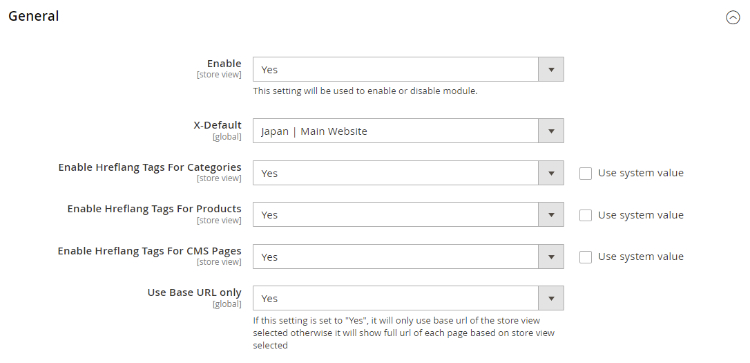 General
Enable
[store view]
Yes
This setting will be used to enable or disable module.
X-Default
[global]
Japan | Main Website
Enable Hreflang Tags For Categories
[store view]
Yes
Use system value
Enable Hreflang Tags For Products
[store view]
Yes
Use system value
Enable Hreflang Tags For CMS Pages
[store view]
Yes
Use system value
Use Base URL only
[global]
Yes
If this setting is set to "Yes", it will only use base url of the store view
selected otherwise it will show full url of each page based on store view
selected